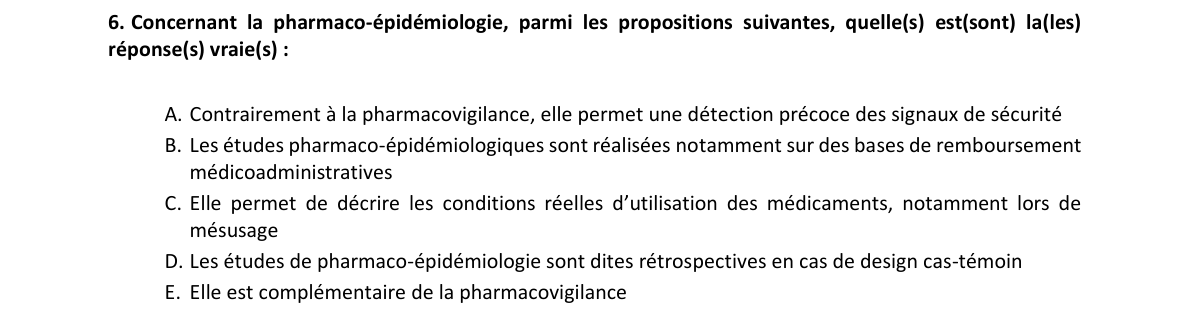 6. Concernant la pharmaco-épidémiologie, parmi les propositions suivantes, quelle(s) est(sont) la(les)
réponse(s) vraie(s) :
A. Contrairement à la pharmacovigilance, elle permet une détection précoce des signaux de sécurité
B. Les études pharmaco-épidémiologiques sont réalisées notamment sur des bases de remboursement
médicoadministratives
C. Elle permet de décrire les conditions réelles d’utilisation des médicaments, notamment lors de
mésusage
D. Les études de pharmaco-épidémiologie sont dites rétrospectives en cas de design cas-témoin
E. Elle est complémentaire de la pharmacovigilance